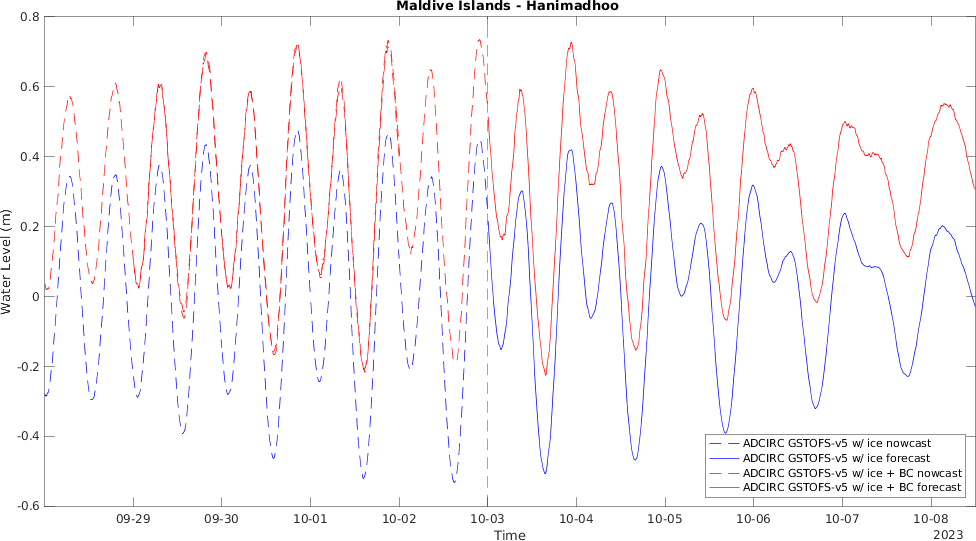 Maldive Islands - Hanimadhoo
Water Level (m)
0.8
0.6
0.4
0.2
0
-0.2
-0.4
-0.6
ADCIRC GSTOFS-v5 w/ ice nowcast
ADCIRC GSTOFS-v5 w/ ice forecast
ADCIRC GSTOFS-v5 w/ ice + BC nowcast
ADCIRC GSTOFS-v5 w/ ice + BC forecast
09-29 09-30 10-01 10-02 10-03 10-04 10-05 10-06 10-07 10-08
Time
2023